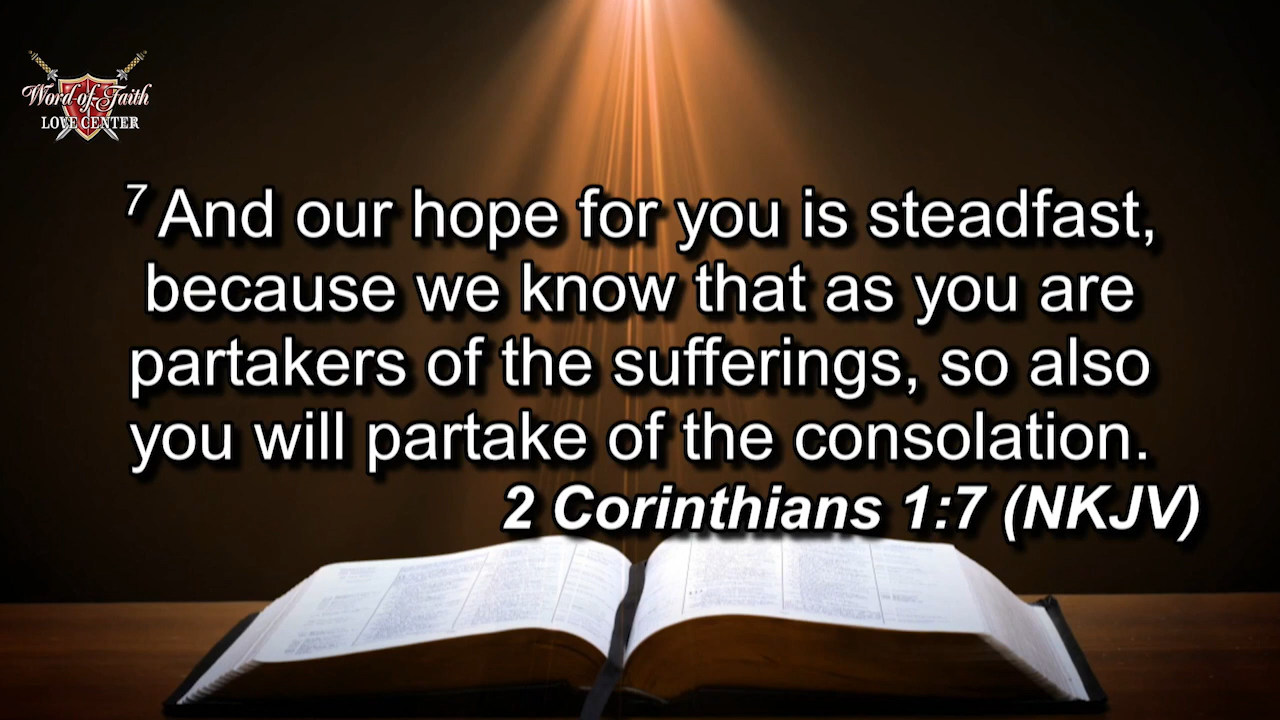 Word of Faith
LOVE CENTER
7 And our hope for you is steadfast,
because we know that as you are
partakers of the sufferings, so also
you will partake of the consolation.
2 Corinthians 1:7 (NKJV)